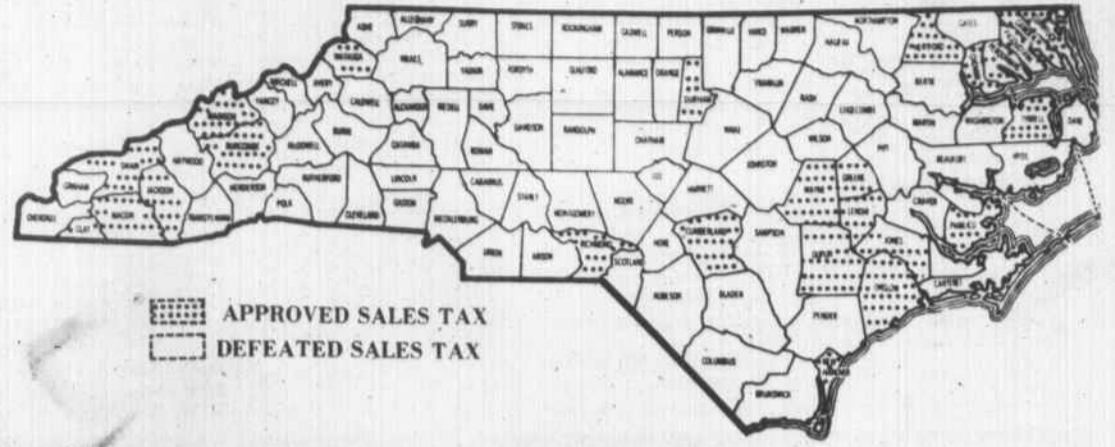 ASHE
ALLEGHANY
SURRY
STOKES
ROCKINGHAM
CASWELL
PERSON
GRANVILLE
VANCE
WARREN
NORTHAMPTON
GATES
HERTFORD
HALIFAX
WATAUGA
WILKES
YADKIN
FORSYTH
GUILFORD
ALAMANCE
ORANGE
DURHAM
FRANKLIN
NASH
BERTIE
MITCHELL
AVERY
CALDWELL
ALEXANDER
IREDELL
DAVIE
EDGECOMBE
MARTIN
WASHINGTON
TYRRELL
DARE
MADISON
YANCEY
BURKE
DAVIDSON
RANDOLPH
CHATHAM
WAKE
WILSON
BUNCOMBE
McDOWELL
CATAWBA
ROWAN
PITT
BEAUFORT
HYDE
SWAIN
HAYWOOD
RUTHERFORD
LINCOLN
CABARRUS
LEE
JOHNSTON
WAYNE
GREENE
GRAHAM
JACKSON
HENDERSON
POLK
CLEVELAND
GASTON
STANLY
MONTGOMERY
MOORE
HARNETT
LENOIR
CRAVEN
PAMLICO
CHEROKEE
CLAY
MACON
TRANSYLVANIA
MECKLENBURG
UNION
ANSON
RICHMOND
SCOTLAND
HOKE
CUMBERLAND
SAMPSON
DUPLIN
JONES
CARTERET
ONSLOW
ROBESON
BLADEN
PENDER
COLUMBUS
BRUNSWICK
APPROVED SALES TAX
DEFEATED SALES TAX